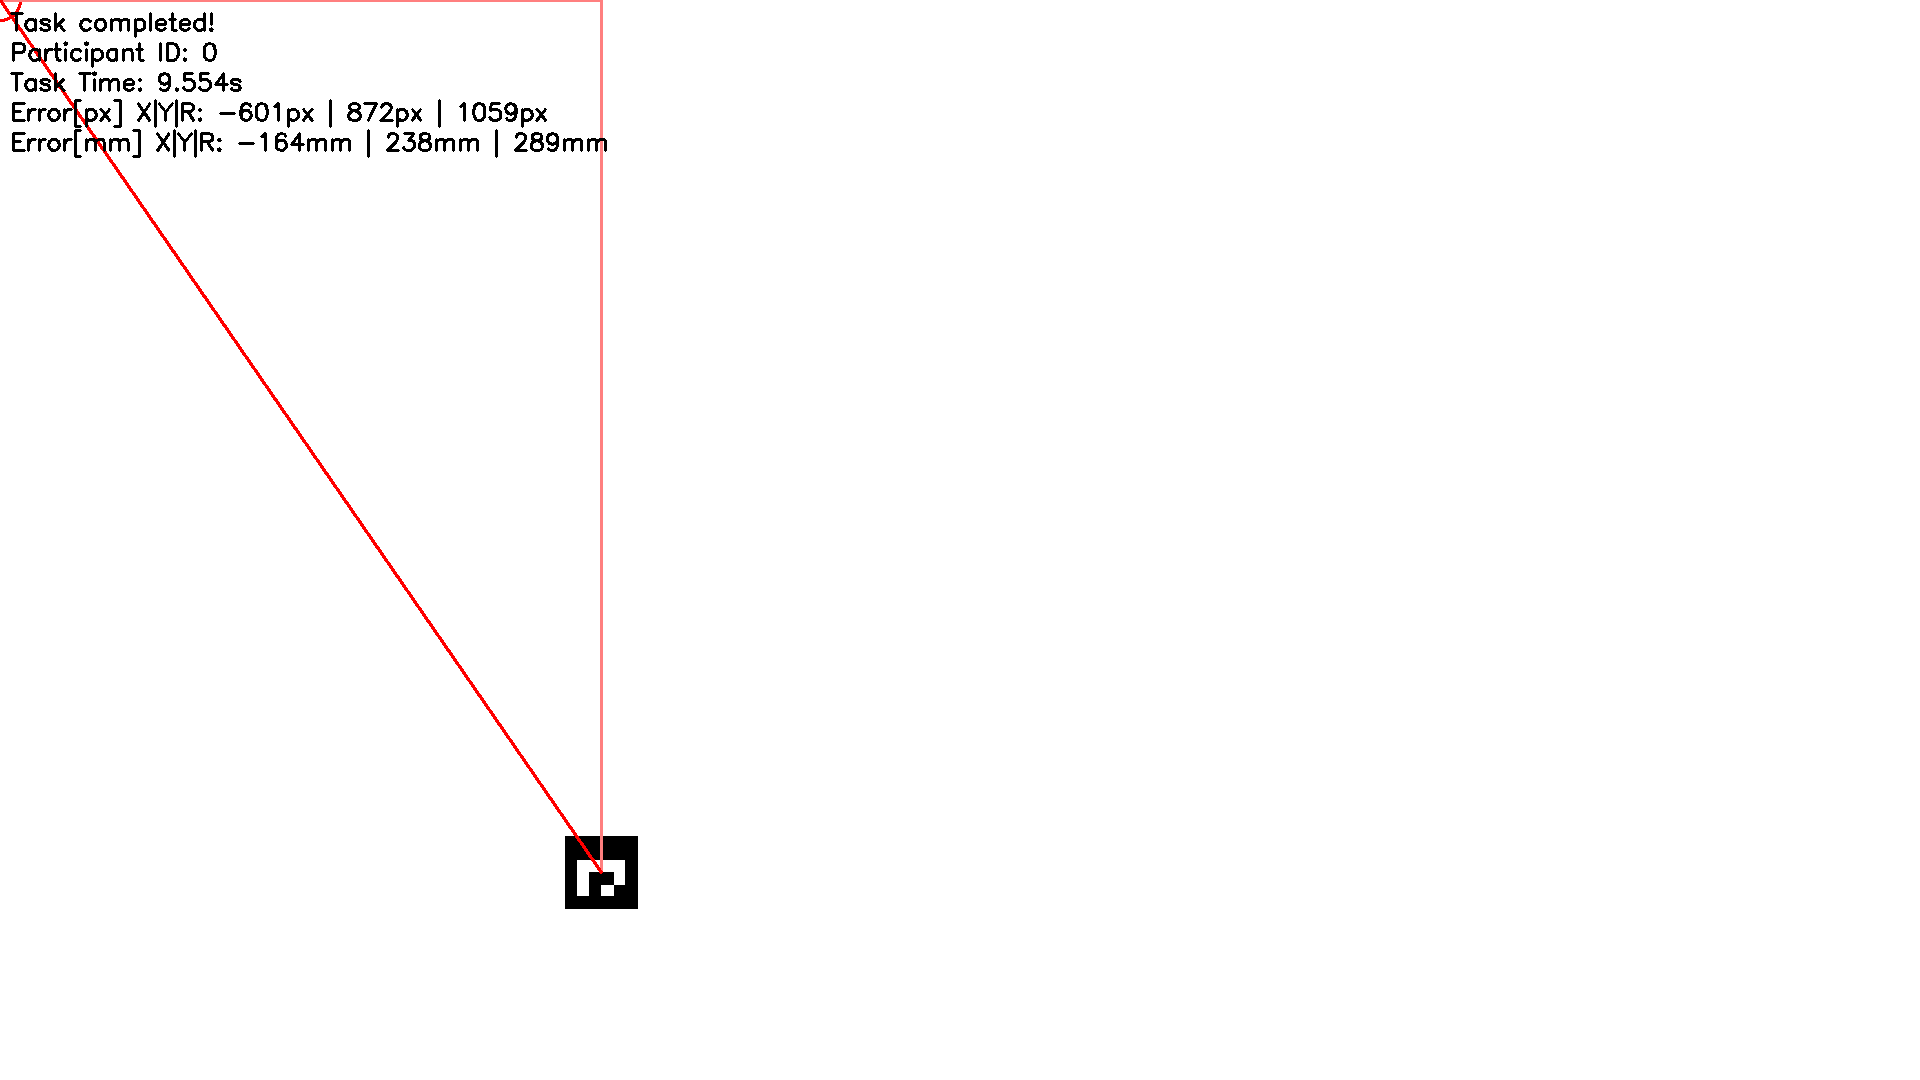 Task completed!
Participant ID: 0
Task Time: 9.554s
Error[px] X|Y|R: -601px | 872px | 1059px
Error[mm] X|Y|R: -164mm | 238mm | 289mm